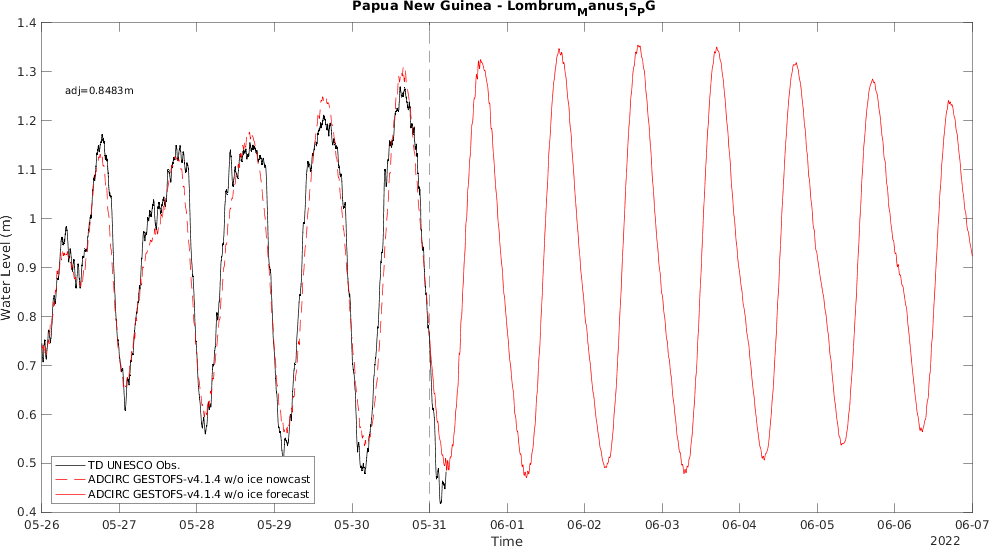 Papua New Guinea - LombrumManusIsPG
1.4
1.3
1.2
1.1
1
0.9
0.8
0.7
0.6
0.5
0.4
Water Level (m)
adj=0.8483m
TD UNESCO Obs.
ADCIRC GESTOFS-v4.1.4 w/o ice nowcast
ADCIRC GESTOFS-v4.1.4 w/o ice forecast
05-26 05-27 05-28 05-29 05-30 05-31 06-01 06-02 06-03 06-04 06-05 06-06 06-07
Time
2022